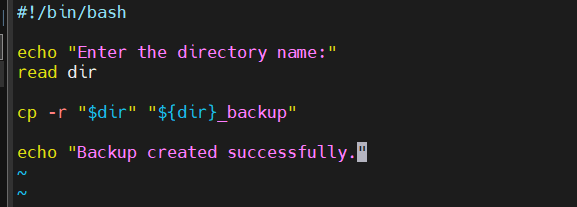 #!/bin/bash
echo "Enter the directory name:"
read dir
cp -r "$dir" "${dir}_backup"
echo "Backup created successfully."
~
~